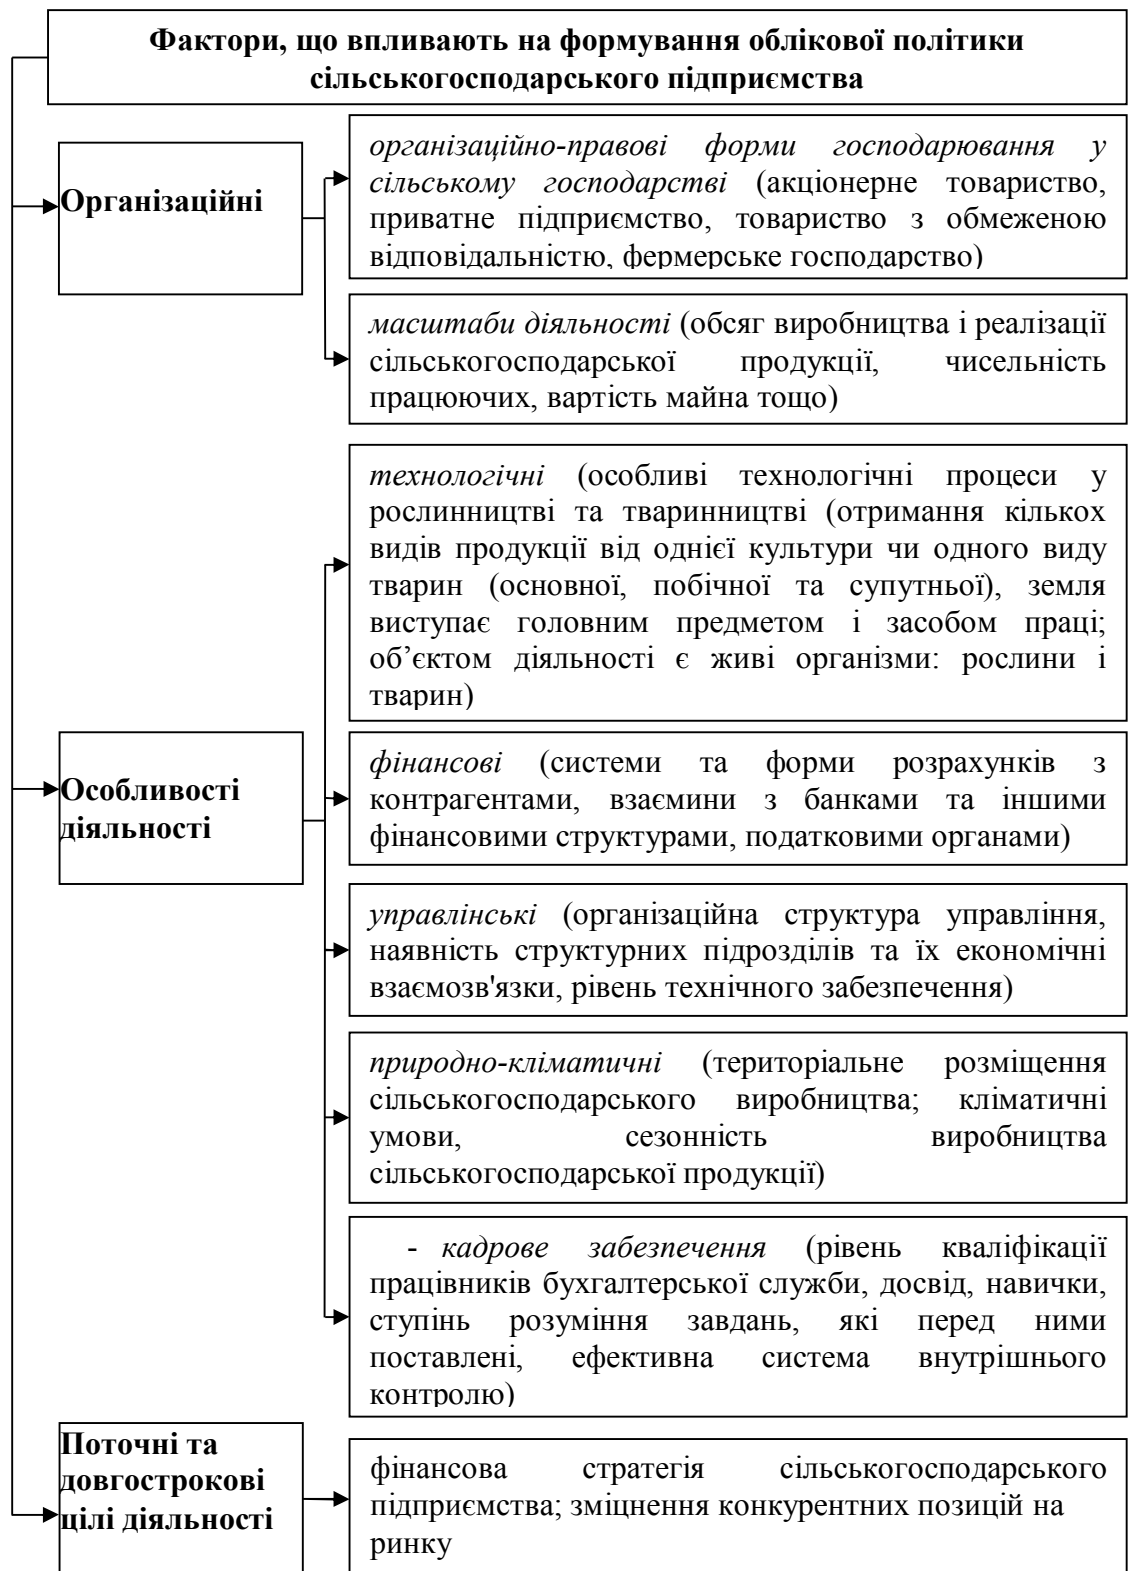 Фактори, що впливають на формування облікової політики
сільськогосподарського підприємства
Організаційні
організаційно-правові форми господарювання у
сільському господарстві (акціонерне товариство,
приватне підприємство, товариство з обмеженою
відповідальністю, фермерське господарство)
масштаби діяльності (обсяг виробництва і реалізації
сільськогосподарської продукції, чисельність
працюючих, вартість майна тощо)
Особливості
діяльності
технологічні (особливі технологічні процеси у
рослинництві та тваринництві (отримання кількох
видів продукції від однієї культури чи одного виду
тварин (основної, побічної та супутньої), земля
виступає головним предметом і засобом праці;
об’єктом діяльності є живі організми: рослини і
тварин)
фінансові (системи та форми розрахунків з
контрагентами, взаємини з банками та іншими
фінансовими структурами, податковими органами)
управлінські (організаційна структура управління,
наявність структурних підрозділів та їх економічні
взаємозв'язки, рівень технічного забезпечення)
природно-кліматичні (територіальне розміщення
сільськогосподарського виробництва; кліматичні
умови, сезонність виробництва
сільськогосподарської продукції)
- кадрове забезпечення (рівень кваліфікації
працівників бухгалтерської служби, досвід, навички,
ступінь розуміння завдань, які перед ними
поставлені, ефективна система внутрішнього
контролю)
Поточні та
довгострокові
цілі діяльності
фінансова стратегія сільськогосподарського
підприємства; зміцнення конкурентних позицій на
ринку